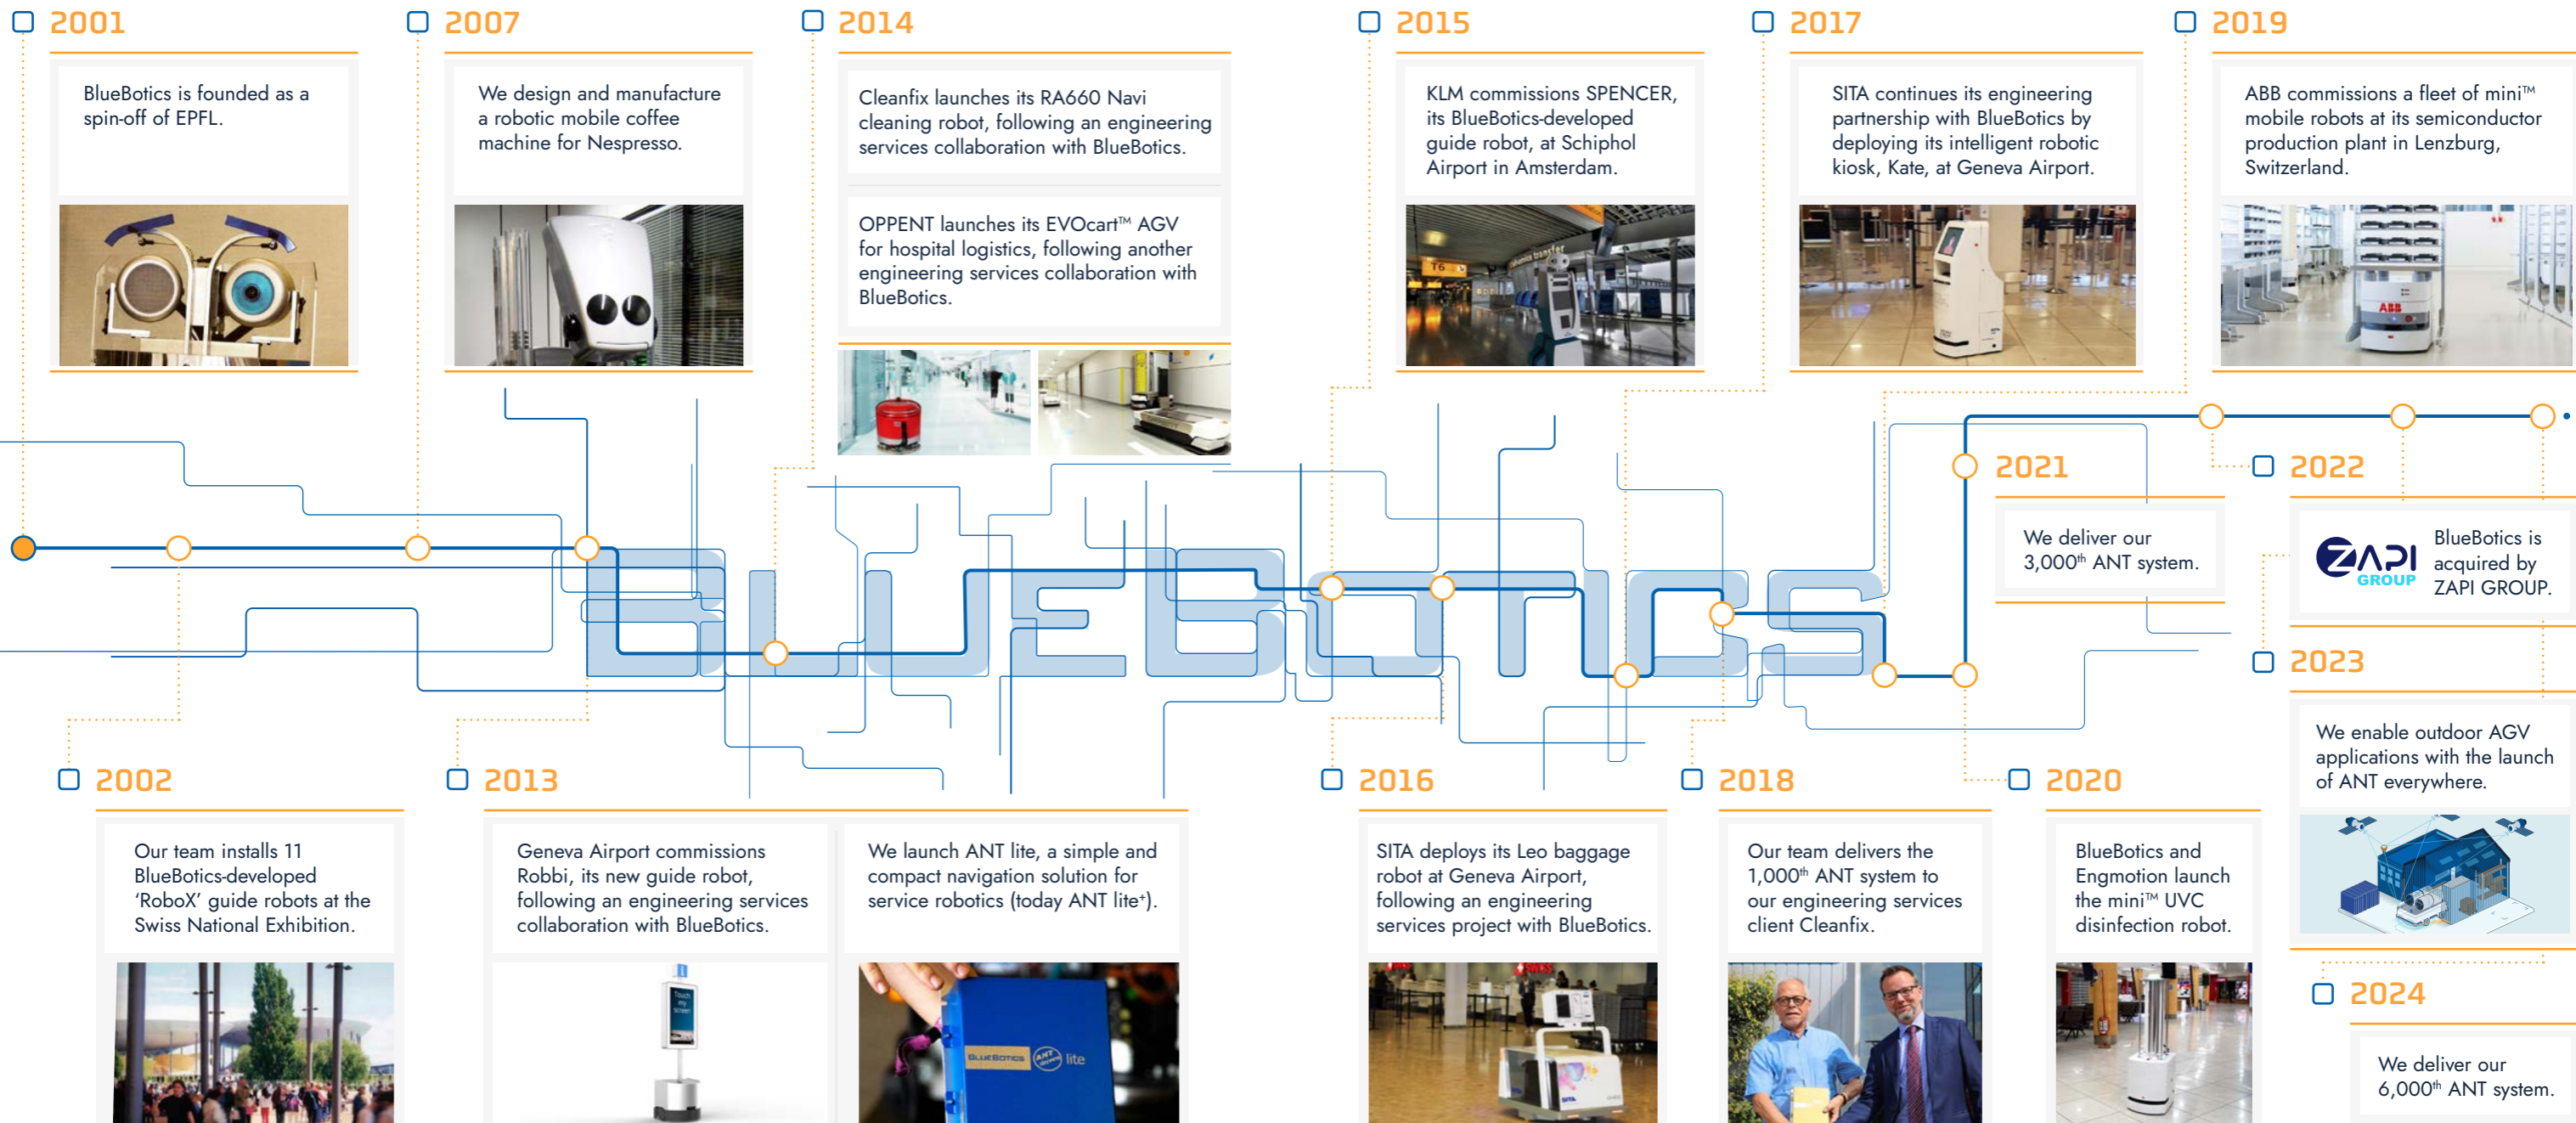 2001
BlueBotics is founded as a
spin-off of EPFL.
2007
We design and manufacture
a robotic mobile coffee
machine for Nespresso.
2014
Cleanfix launches its RA660 Navi
cleaning robot, following an engineering
services collaboration with BlueBotics.
OPPENT launches its EVOcart™ AGV
for hospital logistics, following another
engineering services collaboration with
BlueBotics.
2015
KLM commissions SPENCER,
its BlueBotics-developed
guide robot, at Schiphol
Airport in Amsterdam.
T6
2017
SITA continues its engineering
partnership with BlueBotics by
deploying its intelligent robotic
kiosk, Kate, at Geneva Airport.
2019
ABB commissions a fleet of mini™
mobile robots at its semiconductor
production plant in Lenzburg,
Switzerland.
ABB
BLUEBOTICS
2021
We deliver our
3,000th ANT system.
2022
ZAPI
GROUP
BlueBotics is
acquired by
ZAPI GROUP.
2023
We enable outdoor AGV
applications with the launch
of ANT everywhere.
2002
Our team installs 11
BlueBotics-developed
‘RoboX’ guide robots at the
Swiss National Exhibition.
2013
Geneva Airport commissions
Robbi, its new guide robot,
following an engineering services
collaboration with BlueBotics.
Touch
my
screen
We launch ANT lite, a simple and
compact navigation solution for
service robotics (today ANT lite+).
BLUEBOTICS ANT lite
2016
SITA deploys its Leo baggage
robot at Geneva Airport,
following an engineering
services project with BlueBotics.
SITA
2018
Our team delivers the
1,000th ANT system to
our engineering services
client Cleanfix.
2020
BlueBotics and
Engmotion launch
the mini™ UVC
disinfection robot.
2024
We deliver our
6,000th ANT system.